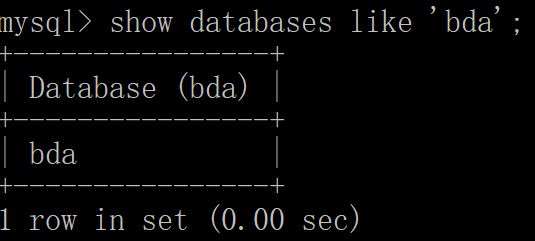 mysql> show databases like 'bda';
+----------------+
| Database (bda) |
+----------------+
| bda            |
+----------------+
1 row in set (0.00 sec)